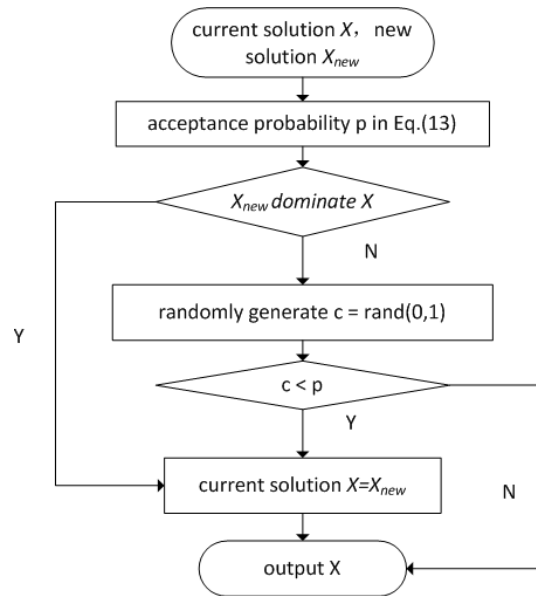 current solution X，new
solution Xnew
acceptance probability p in Eq.(13)
Xnew dominate X
N
randomly generate c = rand(0,1)
Y
c < p
Y
current solution X=Xnew
N
output X